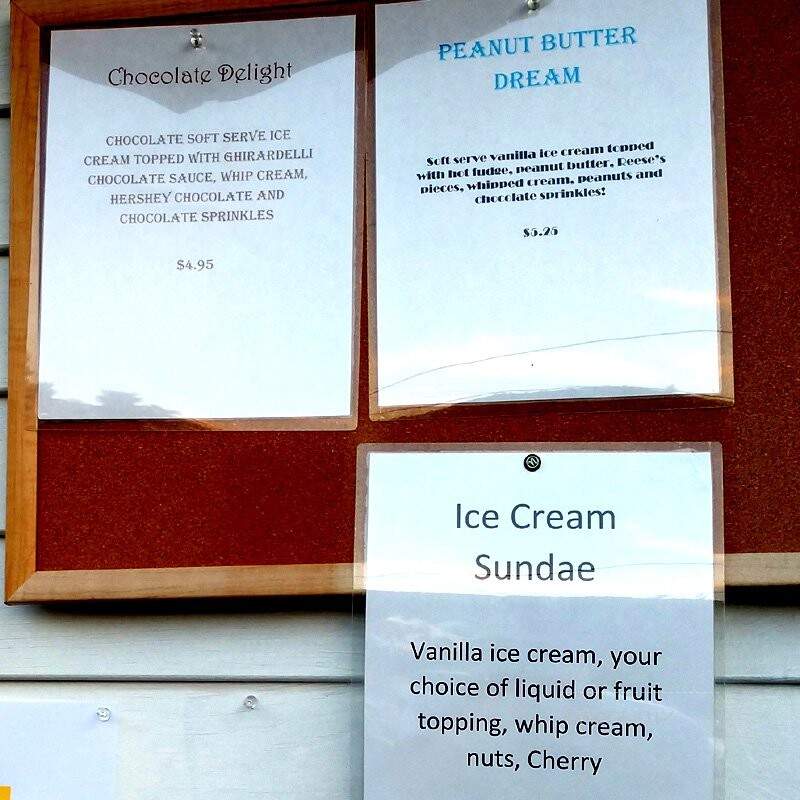 Chocolate Delight
CHOCOLATE SOFT SERVE ICE
CREAM TOPPED WITH GHIRARDELLI
CHOCOLATE SAUCE, WHIP CREAM,
HERSHEY CHOCOLATE AND
CHOCOLATE SPRINKLES
$4.95
PEANUT BUTTER
DREAM
Soft serve vanilla ice cream topped
with hot fudge, peanut butter, Reese's
pieces, whipped cream, peanuts and
chocolate sprinkles!
$5.25
Ice Cream
Sundae
Vanilla ice cream, your
choice of liquid or fruit
topping, whip cream,
nuts, Cherry